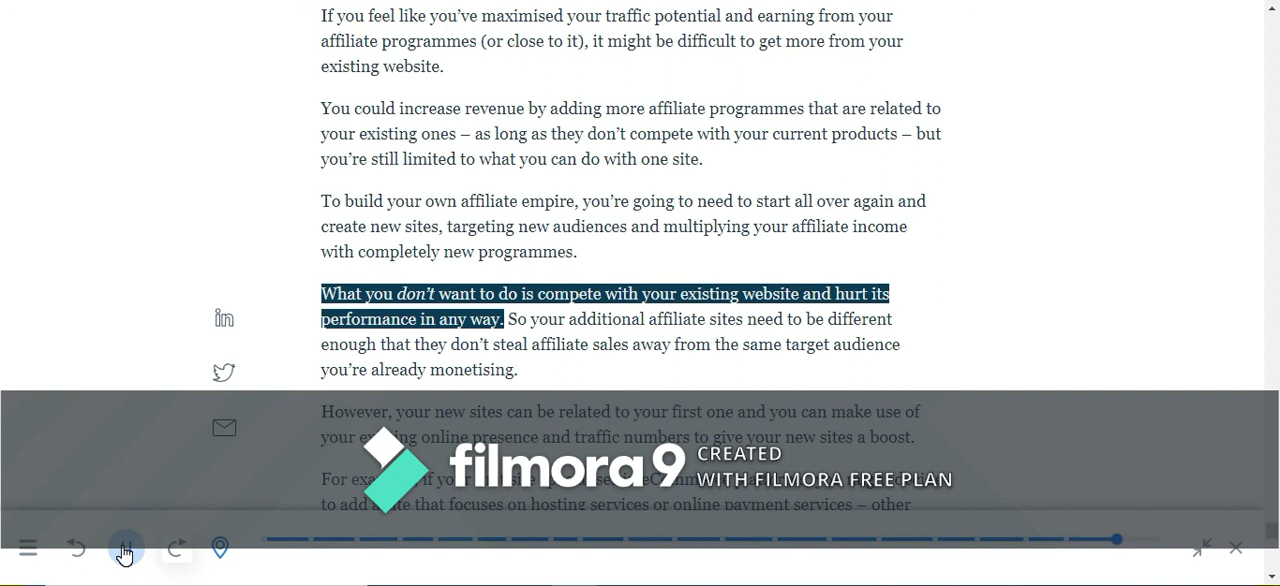 If you feel like you've maximised your traffic potential and earning from your
affiliate programmes (or close to it), it might be difficult to get more from your
existing website.
You could increase revenue by adding more affiliate programmes that are related to
your existing ones – as long as they don't compete with your current products – but
you're still limited to what you can do with one site.
To build your own affiliate empire, you're going to need to start all over again and
create new sites, targeting new audiences and multiplying your affiliate income
with completely new programmes.
What you don't want to do is compete with your existing website and hurt its
performance in any way. So your additional affiliate sites need to be different
enough that they don't steal affiliate sales away from the same target audience
you're already monetising.
However, your new sites can be related to your first one and you can make use of
your existing online presence and traffic numbers to give your new sites a boost.
filmora9 CREATED
WITH FILMORA FREE PLAN
For if your
to add a site that focuses on hosting services or online payment services – other